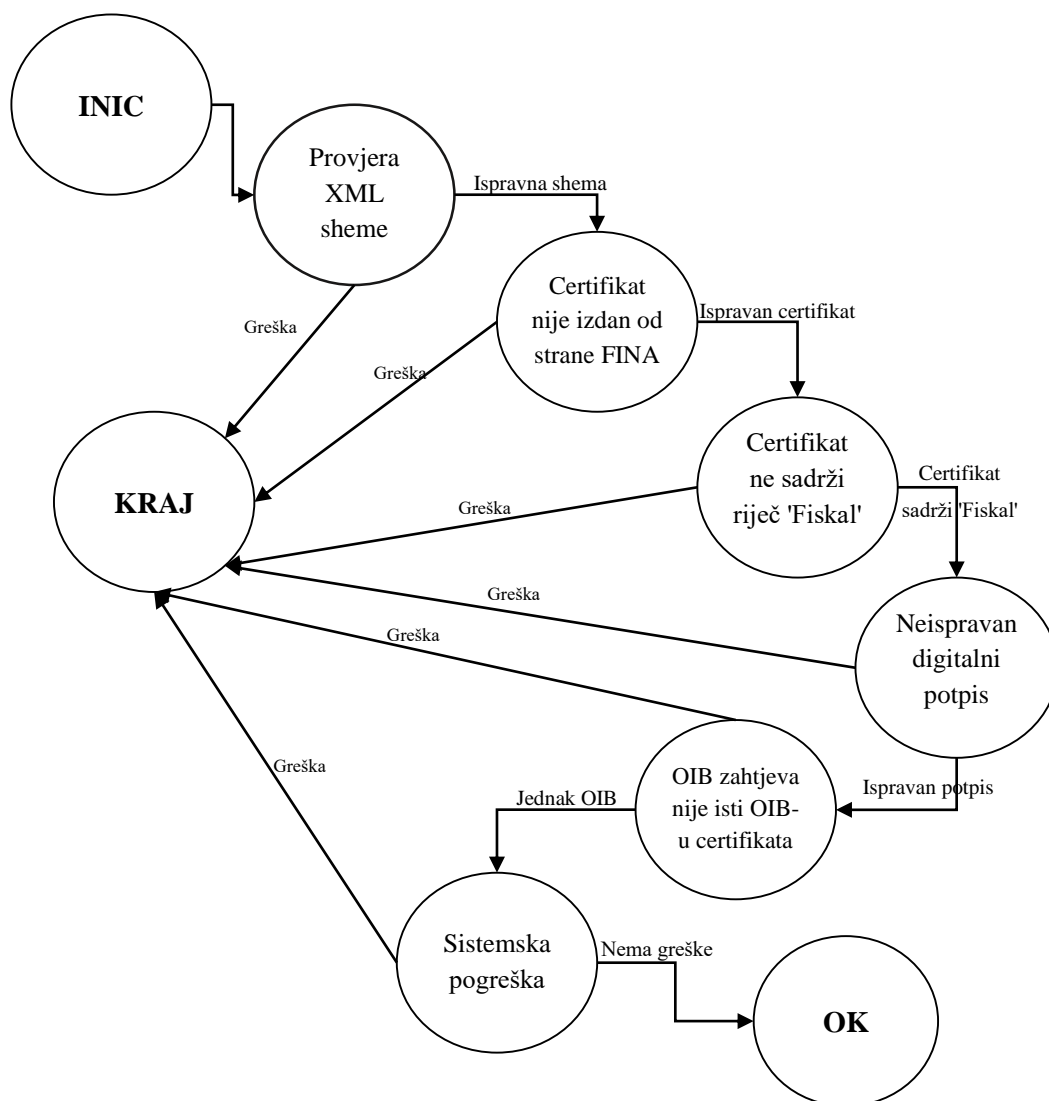 INIC
Provjera
XML
sheme
Ispravna shema
Greška
Certifikat
nije izdan od
strane FINA
Ispravan certifikat
Greška
KRAJ
Certifikat
ne sadrži
riječ 'Fiskal'
Certifikat
sadrži 'Fiskal'
Greška
Neispravan
digitalni
potpis
Greška
Ispravan potpis
OIB zahtjeva
nije isti OIB-
u certifikata
Greška
Jednak OIB
Sistemska
pogreška
Greška
Nema greške
OK